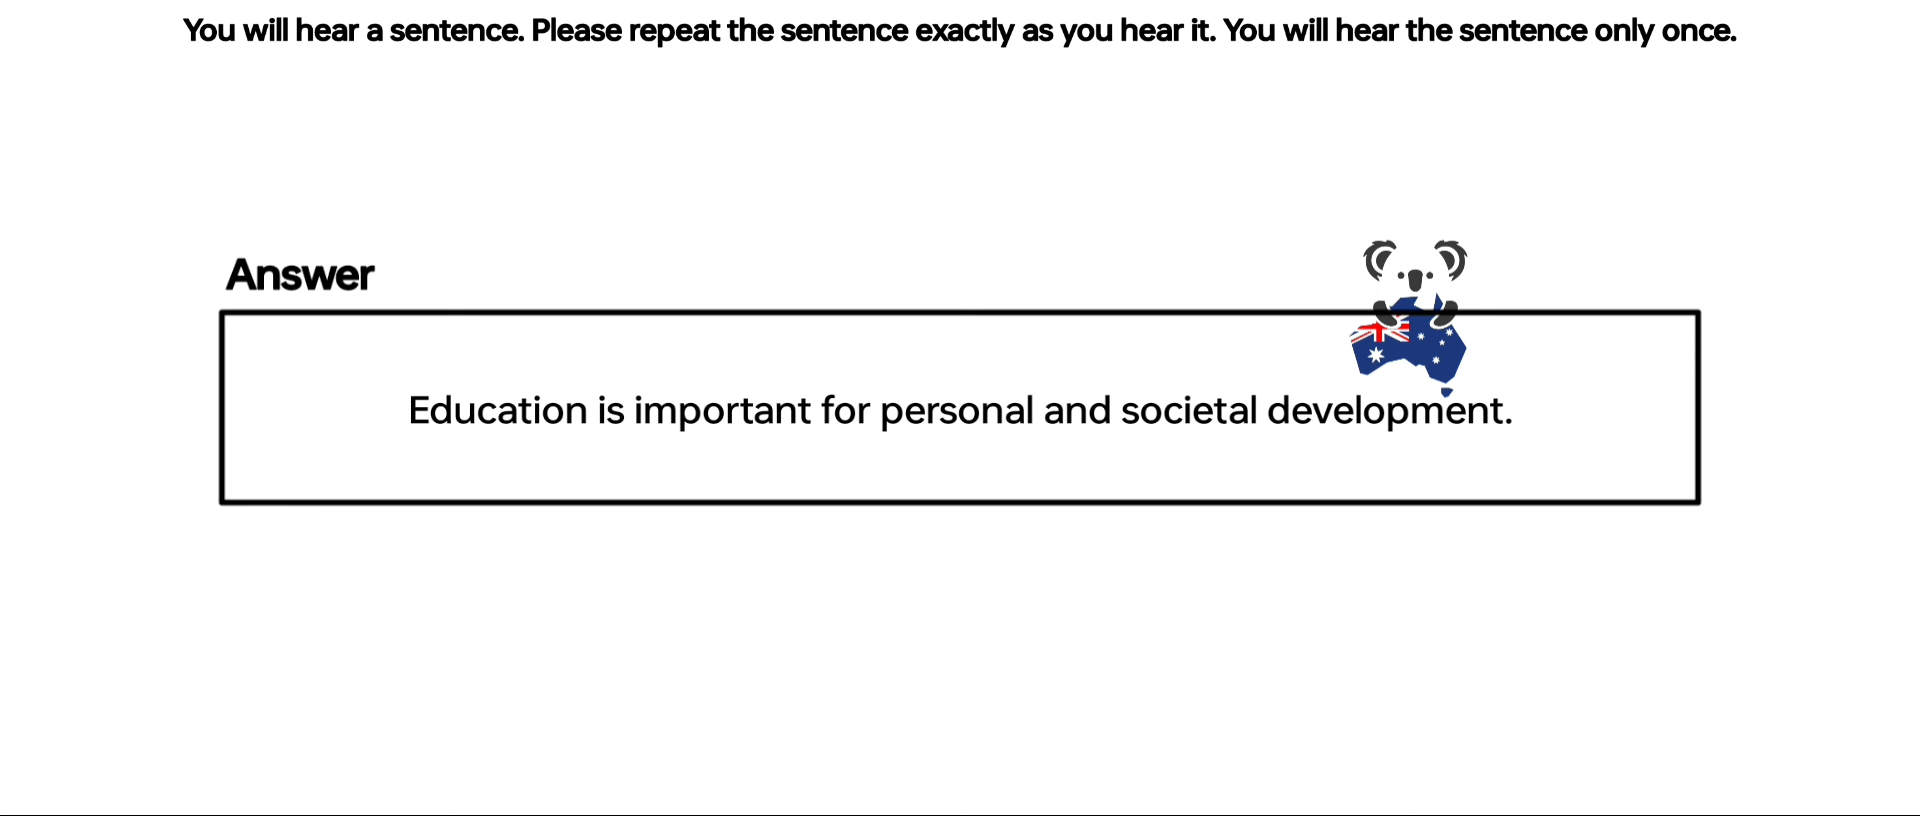 You will hear a sentence. Please repeat the sentence exactly as you hear it. You will hear the sentence only once.
Answer
Education is important for personal and societal development.